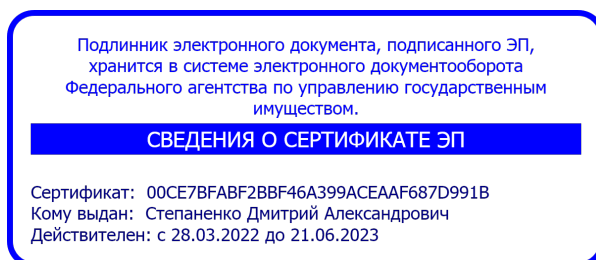 Подлинник электронного документа, подписанного ЭП,
хранится в системе электронного документооборота
Федерального агентства по управлению государственным
имуществом.
СВЕДЕНИЯ О СЕРТИФИКАТЕ ЭП
Сертификат: 00CE7BFABF2BBF46A399ACEAAF687D991B
Кому выдан: Степаненко Дмитрий Александрович
Действителен: с 28.03.2022 до 21.06.2023